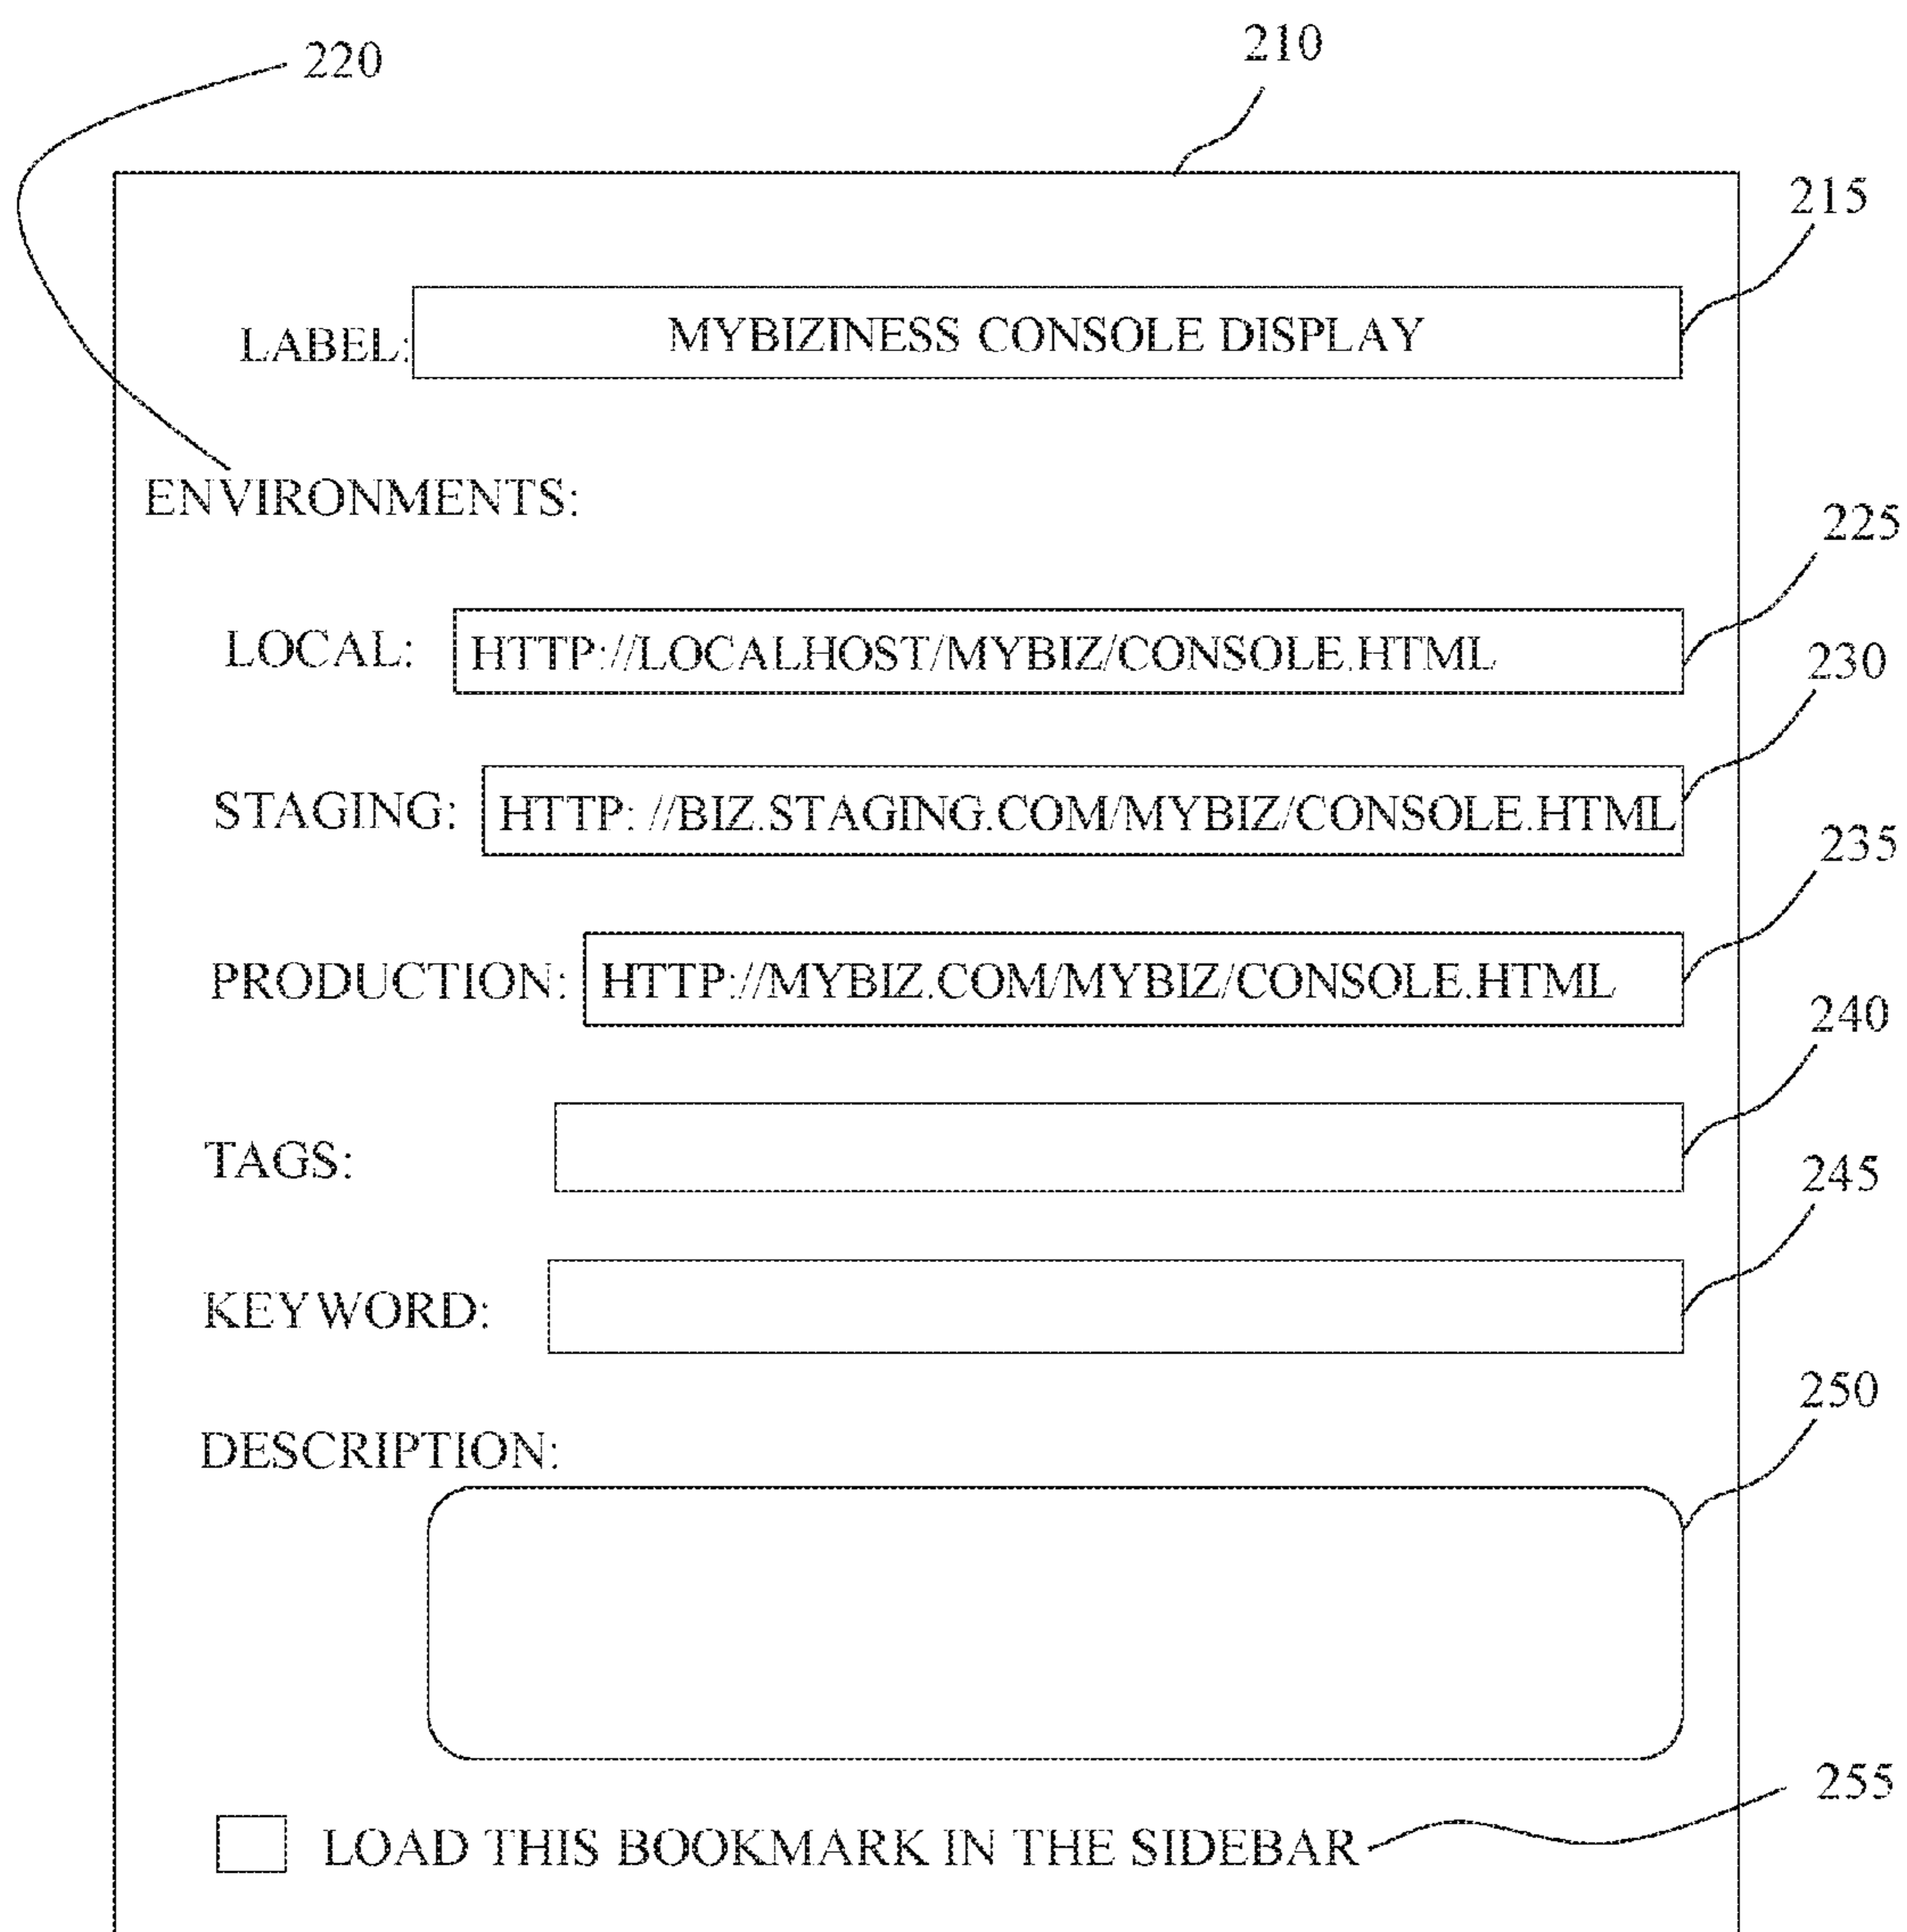 220
210
215
LABEL: MYBIZINESS CONSOLE DISPLAY
ENVIRONMENTS:
225
LOCAL: HTTP://LOCALHOST/MYBIZ/CONSOLE.HTML
230
STAGING: HTTP: //BIZ.STAGING.COM/MYBIZ/CONSOLE.HTML
235
PRODUCTION: HTTP://MYBIZ.COM/MYBIZ/CONSOLE.HTML
240
TAGS:
245
KEYWORD:
250
DESCRIPTION:
255
LOAD THIS BOOKMARK IN THE SIDEBAR